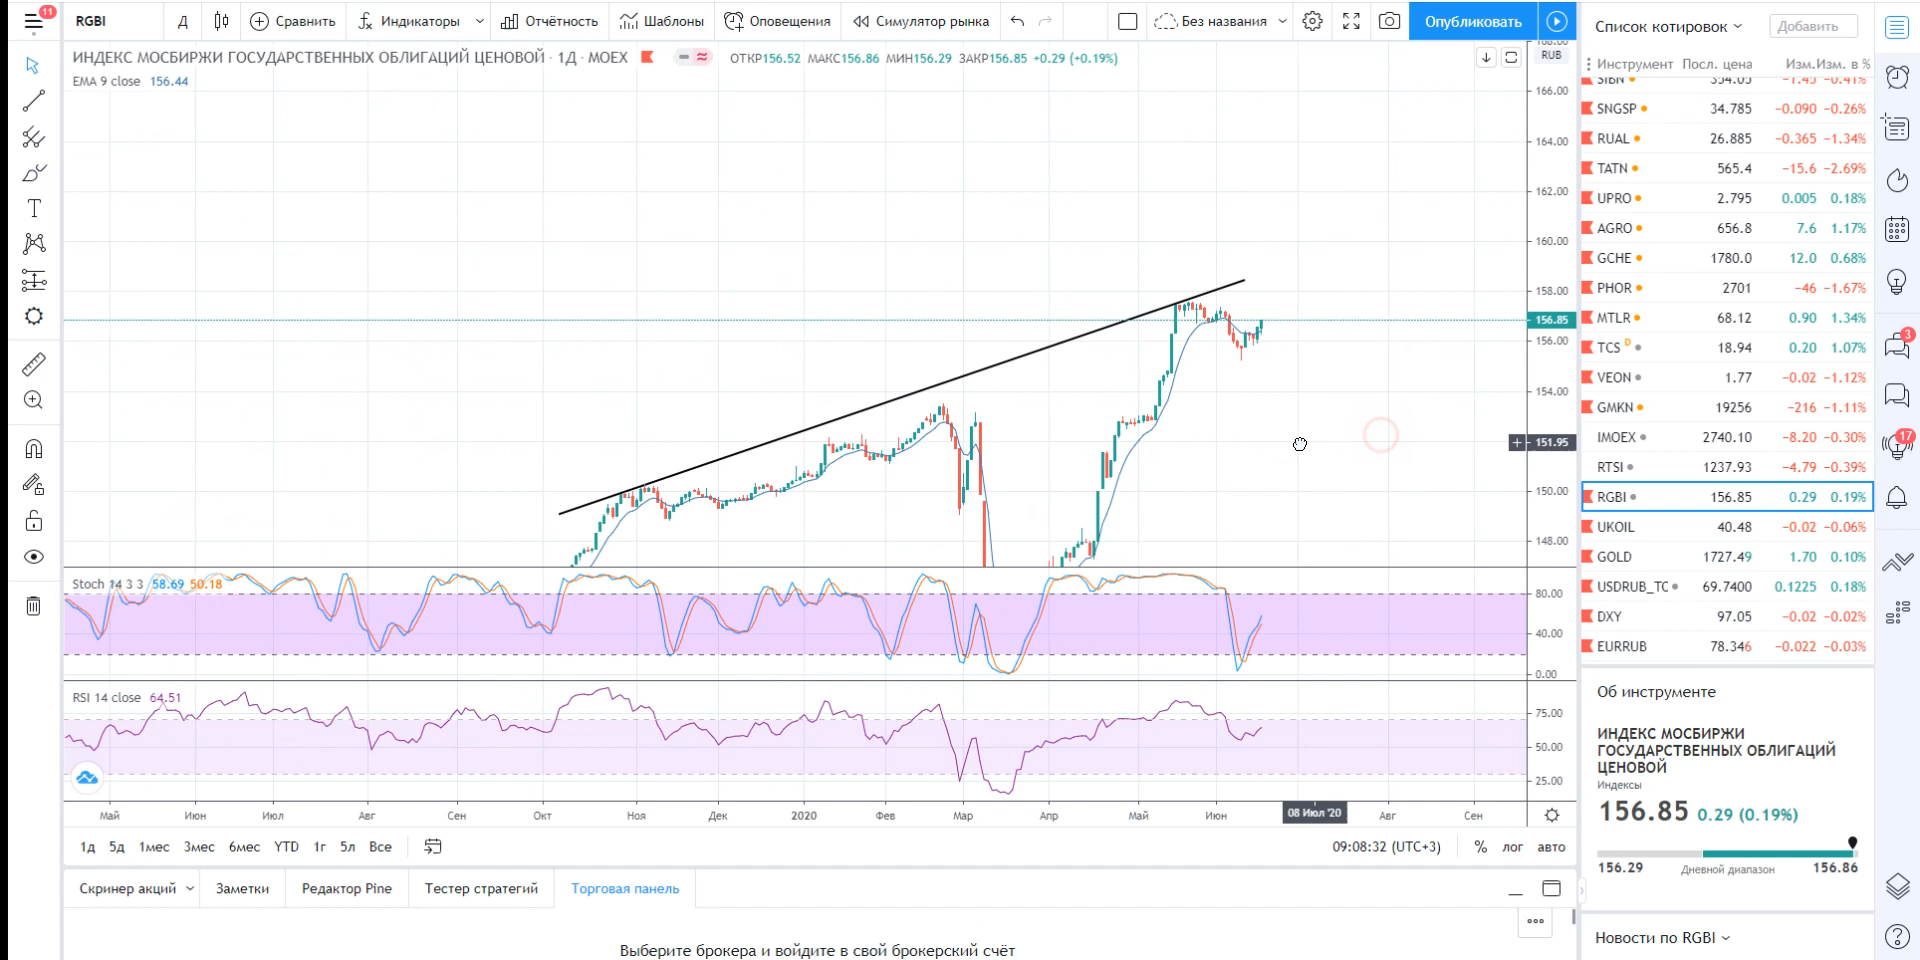 11
RGBI
Д
Сравнить
Индикаторы
Отчётность
Шаблоны
Оповещения
Симулятор рынка
Без названия
Опубликовать
ИНДЕКС МОСБИРЖИ ГОСУДАРСТВЕННЫХ ОБЛИГАЦИЙ ЦЕНОВОЙ · 1Д · MOEX
ОТКР156.52 МАКС156.86 МИН156.29 ЗАКР156.85 +0.29 (+0.19%)
EMA 9 close 156.44
RUB
166.00
164.00
162.00
160.00
158.00
156.85
156.00
154.00
151.95
150.00
148.00
Stoch 14 3 3 58.69 50.18
80.00
40.00
0.00
RSI 14 close 64.51
75.00
50.00
25.00
Май Июн Июл Авг Сен Окт Ноя Дек 2020 Фев Мар Апр Май Июн 08 Июл '20 Авг Сен
1д 5д 1мес 3мес 6мес YTD 1г 5л Все
09:08:32 (UTC+3) % лог авто
Скринер акций Заметки Редактор Pine Тестер стратегий Торговая панель
Выберите брокера и войдите в свой брокерский счёт
Список котировок Добавить
Инструмент Посл. цена Изм. Изм. в %
SIBN 354.05 −1.45 −0.41%
SNGSP 34.785 −0.090 −0.26%
RUAL 26.885 −0.365 −1.34%
TATN 565.4 −15.6 −2.69%
UPRO 2.795 0.005 0.18%
AGRO 656.8 7.6 1.17%
GCHE 1780.0 12.0 0.68%
PHOR 2701 −46 −1.67%
MTLR 68.12 0.90 1.34%
TCS D 18.94 0.20 1.07%
VEON 1.77 −0.02 −1.12%
GMKN 19256 −216 −1.11%
IMOEX 2740.10 −8.20 −0.30%
RTSI 1237.93 −4.79 −0.39%
RGBI 156.85 0.29 0.19%
UKOIL 40.48 −0.02 −0.06%
GOLD 1727.49 1.70 0.10%
USDRUB_TC 69.7400 0.1225 0.18%
DXY 97.05 −0.02 −0.02%
EURRUB 78.346 −0.022 −0.03%
Об инструменте
ИНДЕКС МОСБИРЖИ
ГОСУДАРСТВЕННЫХ ОБЛИГАЦИЙ
ЦЕНОВОЙ
Индексы
156.85 0.29 (0.19%)
156.29 Дневной диапазон 156.86
Новости по RGBI
3
17